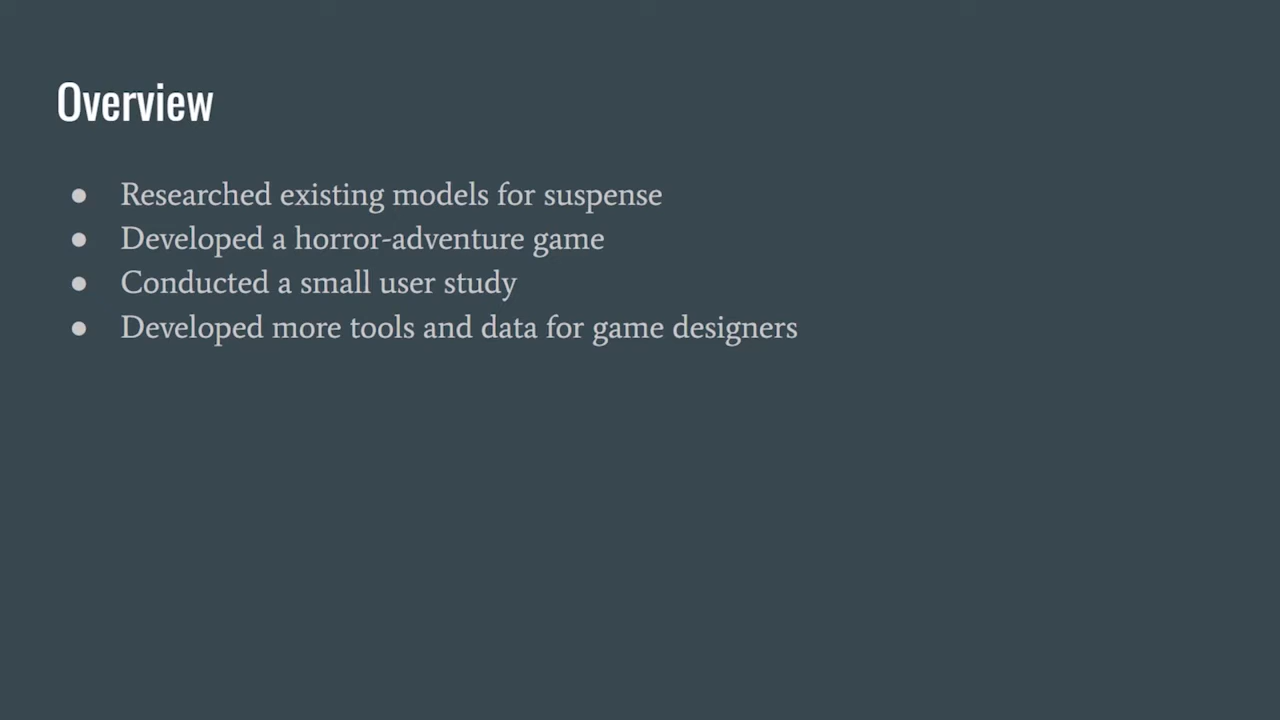 Overview
● Researched existing models for suspense
● Developed a horror-adventure game
● Conducted a small user study
● Developed more tools and data for game designers